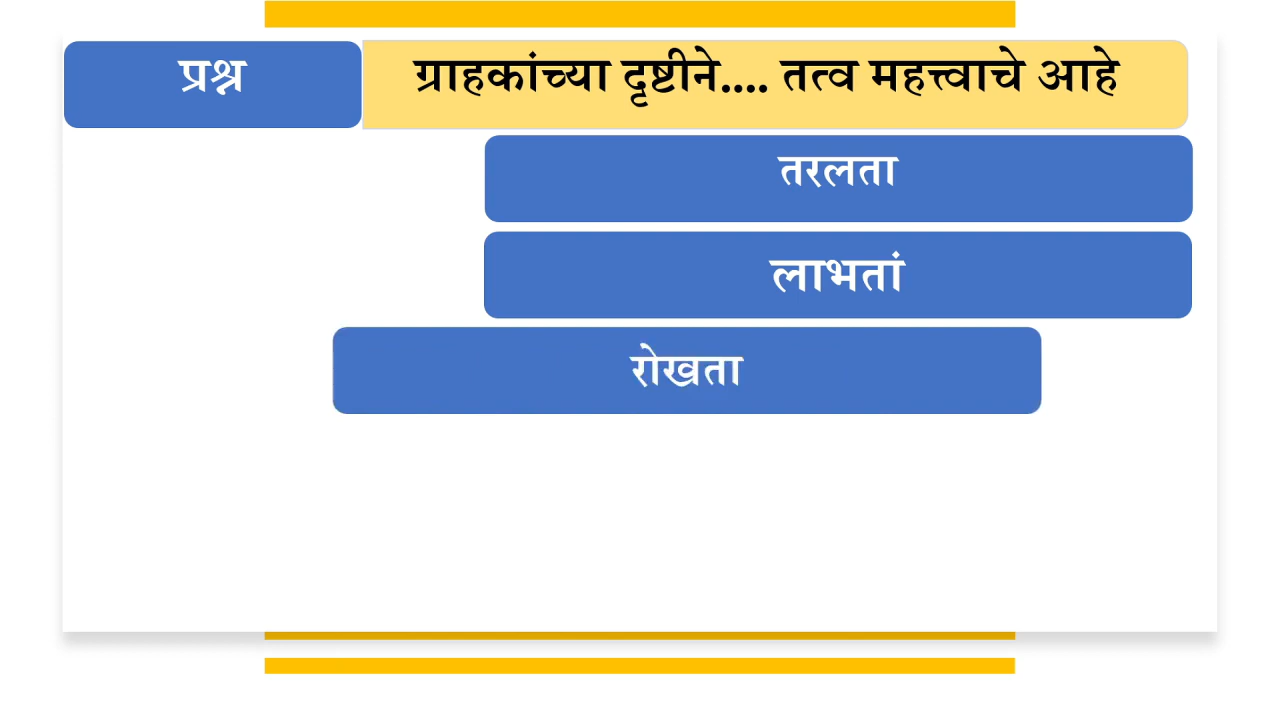 प्रश्न
ग्राहकांच्या दृष्टीने.... तत्व महत्त्वाचे आहे
तरलता
लाभतां
रोखता